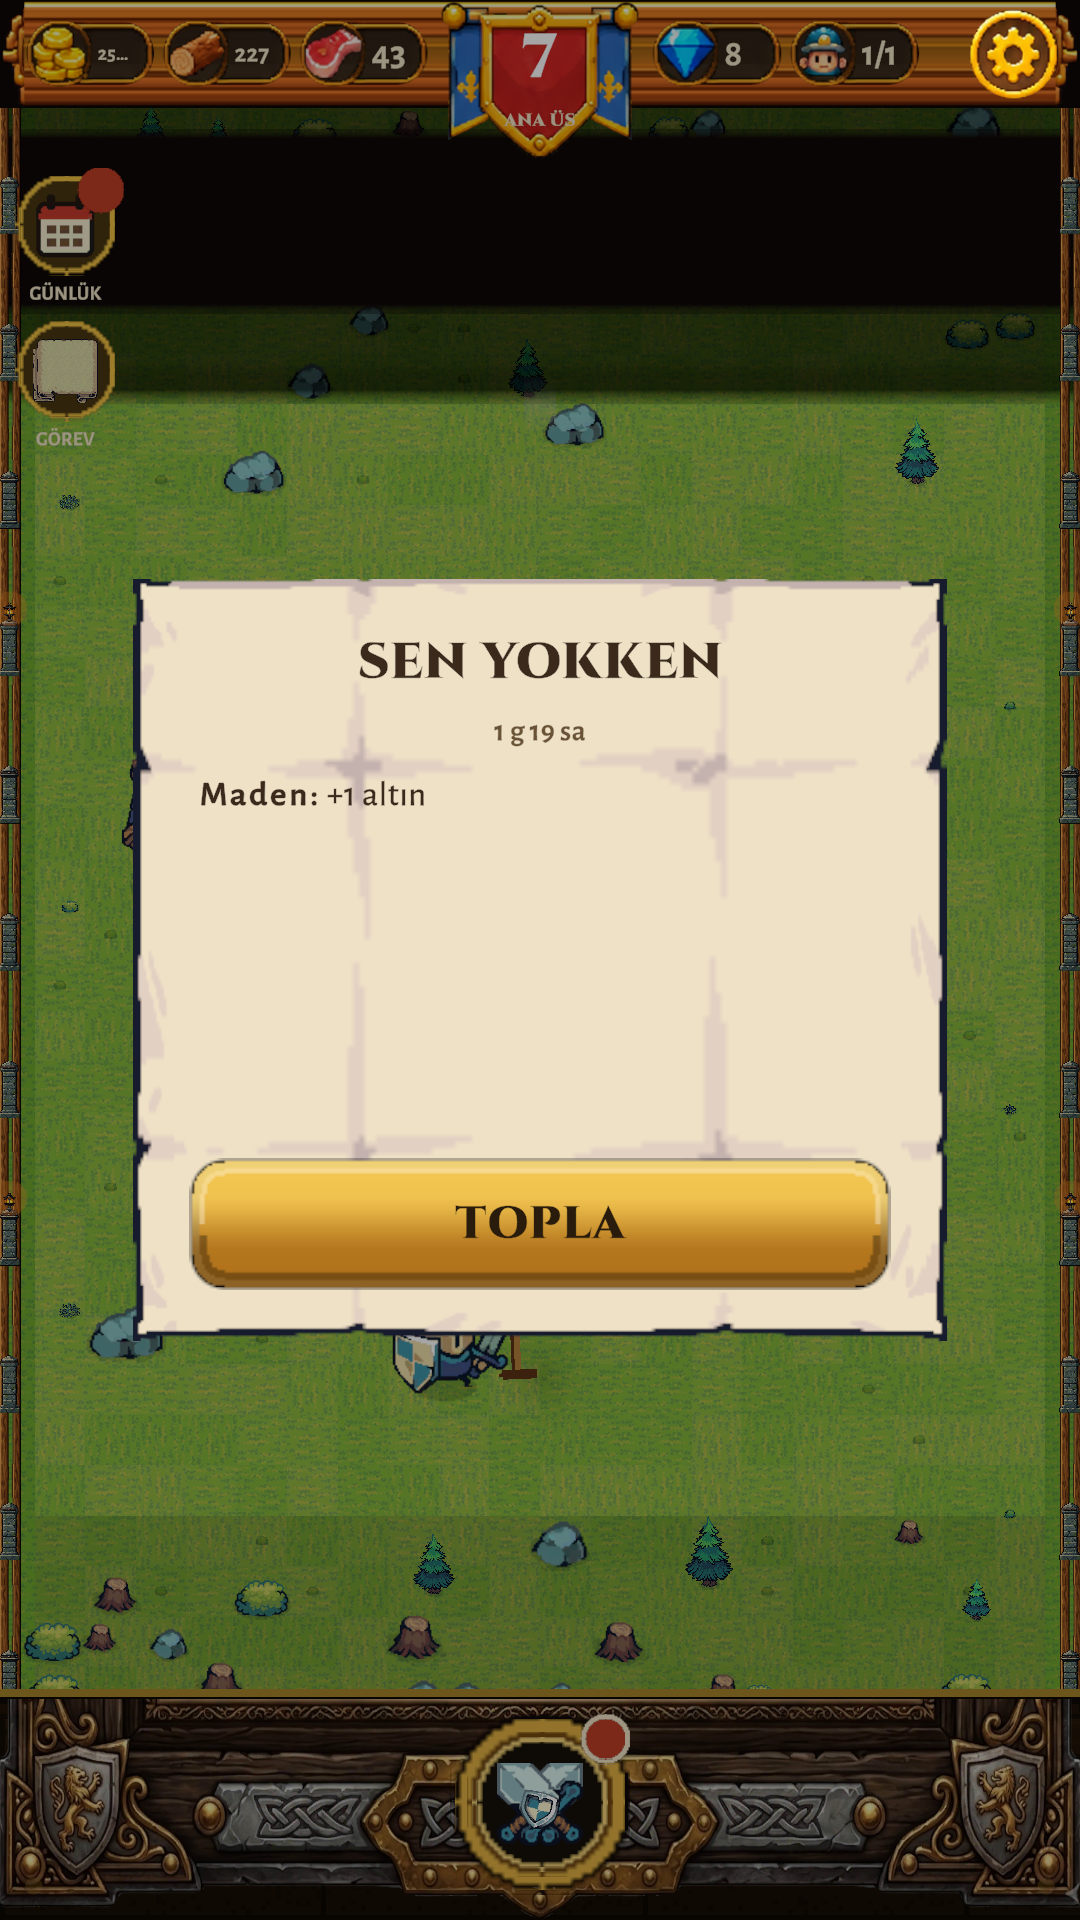 25...
227
43
7
ANA ÜS
8
1/1
GÜNLÜK
GÖREV
SEN YOKKEN
1 g 19 sa
Maden: +1 altın
TOPLA